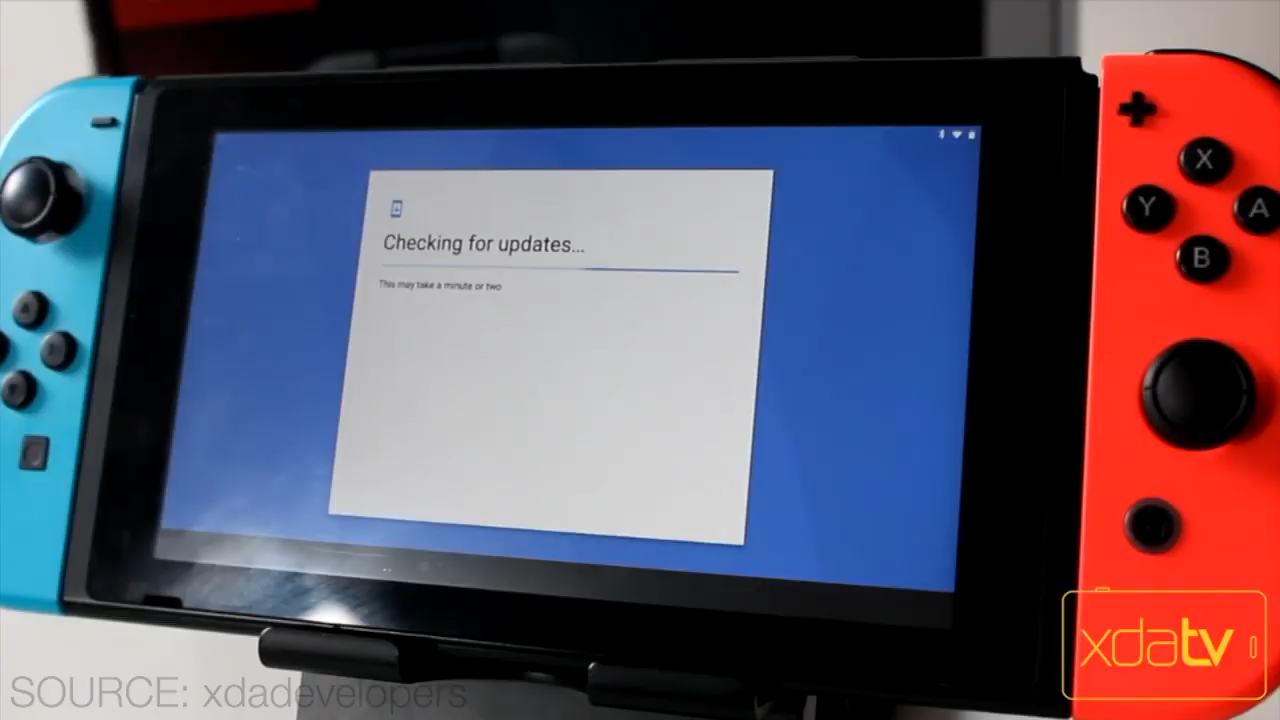 Checking for updates...
This may take a minute or two
X
Y
A
B
xdatv
SOURCE: xdadevelopers